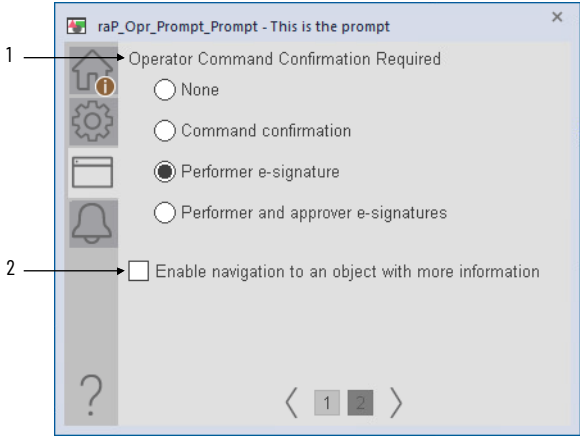 raP_Opr_Prompt_Prompt - This is the prompt
1
Operator Command Confirmation Required
None
Command confirmation
Performer e-signature
Performer and approver e-signatures
2
Enable navigation to an object with more information
? 1 2